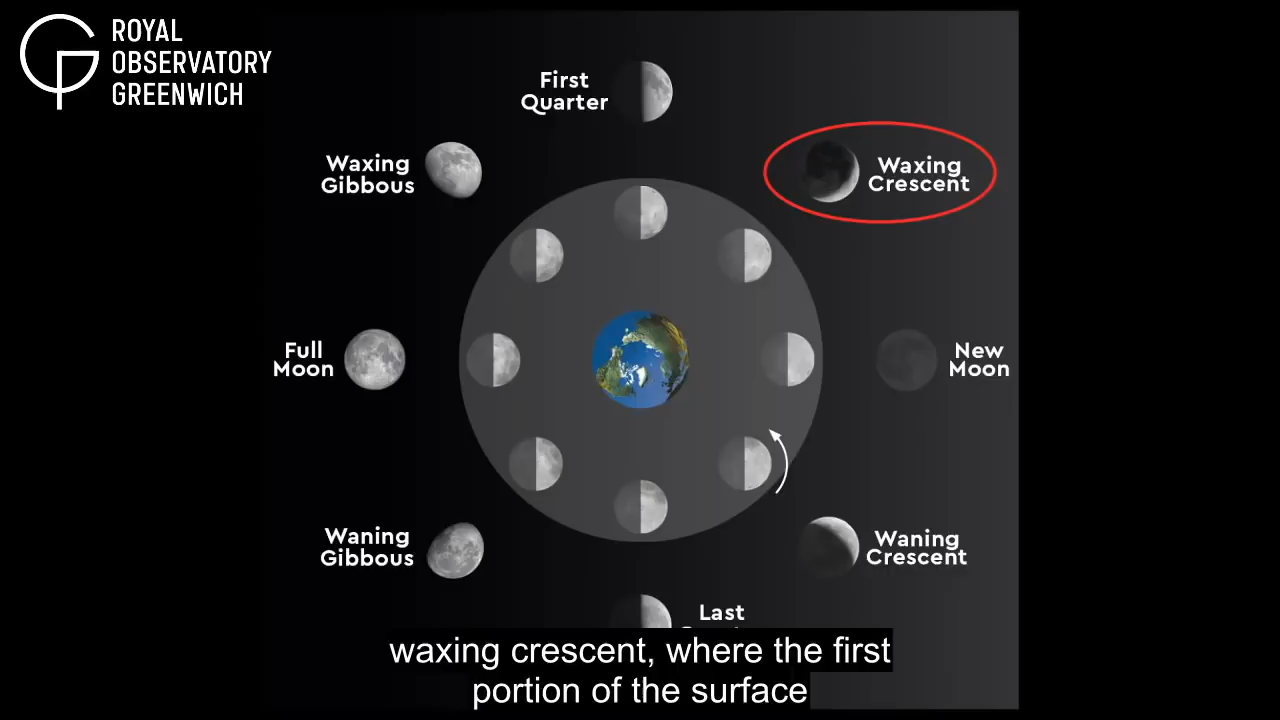 ROYAL
OBSERVATORY
GREENWICH
First
Quarter
Waxing
Gibbous
Waxing
Crescent
Full
Moon
New
Moon
Waning
Gibbous
Waning
Crescent
Last
waxing crescent, where the first
portion of the surface